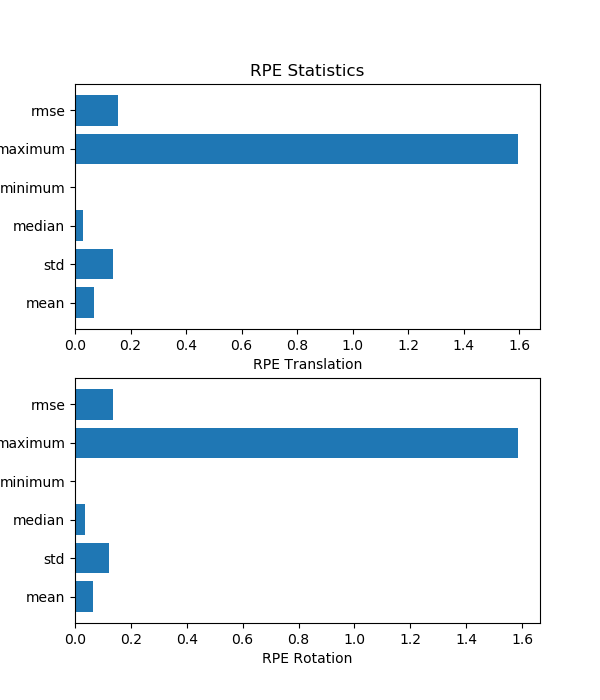 RPE Statistics
rmse
maximum
minimum
median
std
mean
0.0 0.2 0.4 0.6 0.8 1.0 1.2 1.4 1.6
RPE Translation
rmse
maximum
minimum
median
std
mean
0.0 0.2 0.4 0.6 0.8 1.0 1.2 1.4 1.6
RPE Rotation